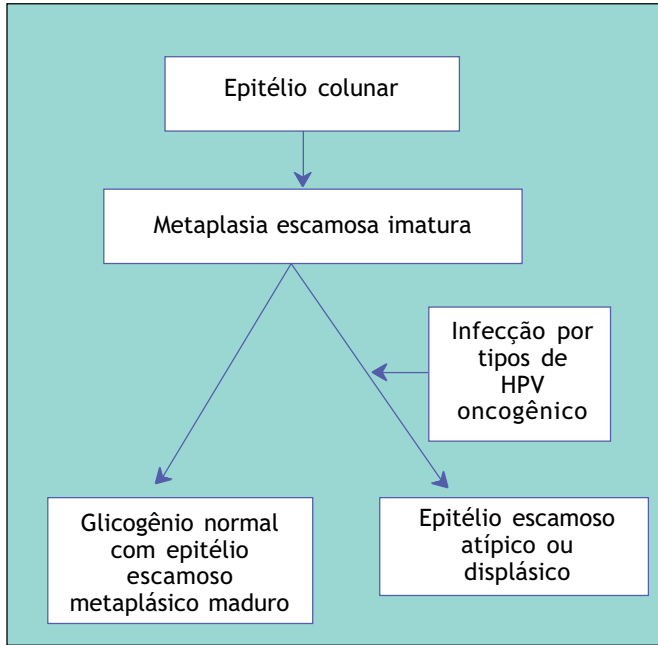 Epitélio colunar
Metaplasia escamosa imatura
Infecção por
tipos de
HPV
oncogênico
Glicogênio normal
com epitélio
escamoso
metaplásico maduro
Epitélio escamoso
atípico ou
displásico